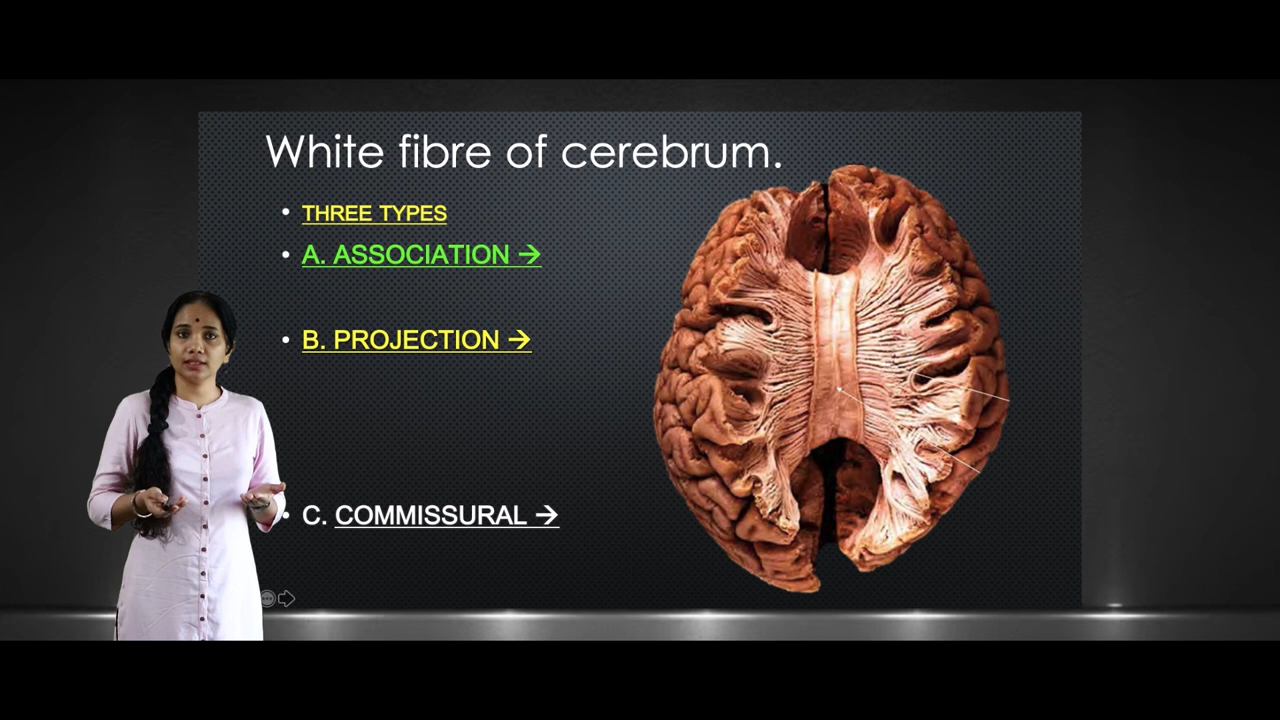 White fibre of cerebrum.
• THREE TYPES
• A. ASSOCIATION →
• B. PROJECTION →
• C. COMMISSURAL →